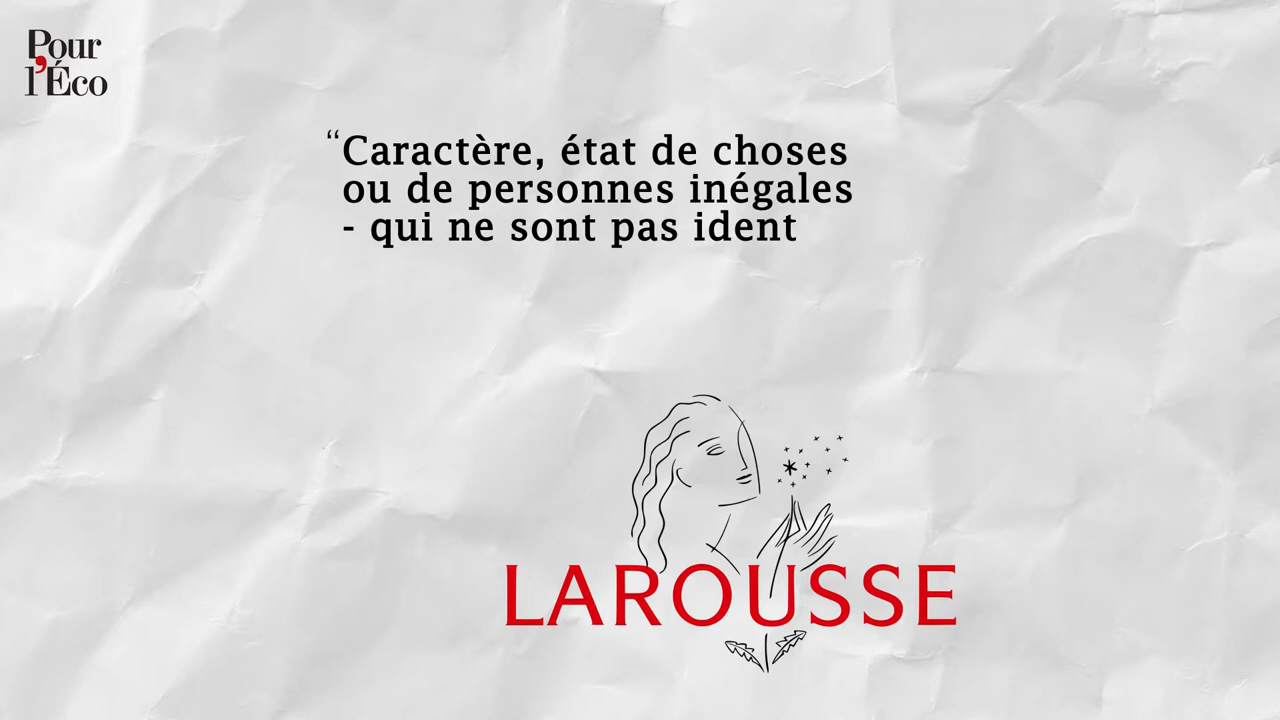 Pour
l'Éco
“Caractère, état de choses
ou de personnes inégales
- qui ne sont pas ident
LAROUSSE